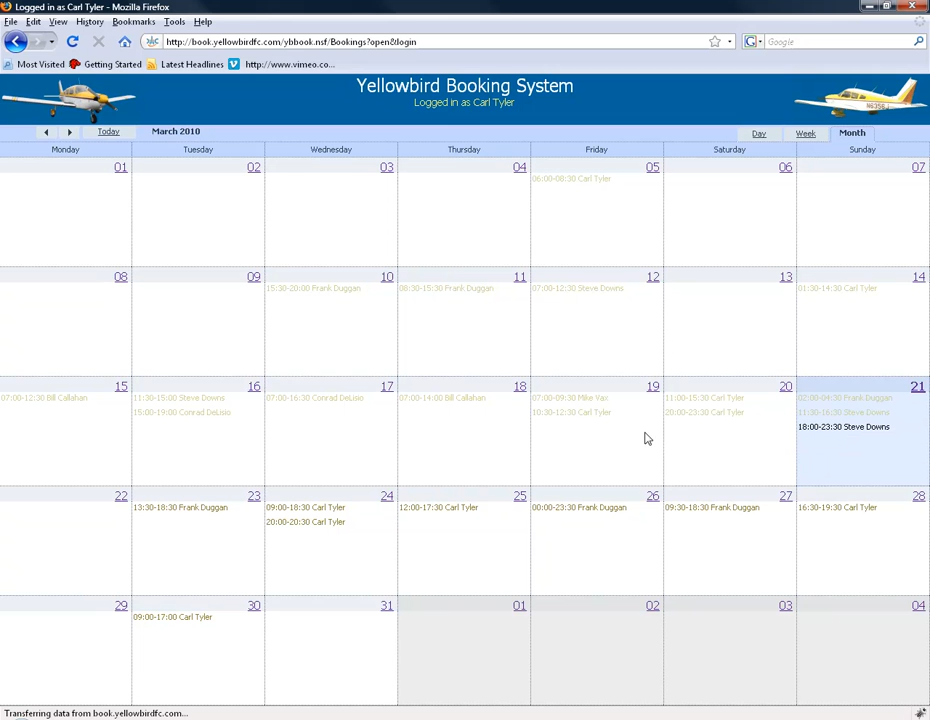 Logged in as Carl Tyler - Mozilla Firefox
File Edit View History Bookmarks Tools Help
http://book.yellowbirdfc.com/ybbook.nsf/Bookings?open&login
Google
Most Visited Getting Started Latest Headlines http://www.vimeo.co...
Yellowbird Booking System
Logged in as Carl Tyler
Today March 2010 Day Week Month
Monday Tuesday Wednesday Thursday Friday Saturday Sunday
01 02 03 04 05 06 07
06:00-08:30 Carl Tyler
08 09 10 11 12 13 14
15:30-20:00 Frank Duggan 08:30-15:30 Frank Duggan 07:00-12:30 Steve Downs 01:30-14:30 Carl Tyler
15 16 17 18 19 20 21
07:00-12:30 Bill Callahan 11:30-15:00 Steve Downs 07:00-16:30 Conrad DeLisio 07:00-14:00 Bill Callahan 07:00-09:30 Mike Yax 11:00-15:30 Carl Tyler 02:00-04:30 Frank Duggan
15:00-19:00 Conrad DeLisio 10:30-12:30 Carl Tyler 20:00-23:30 Carl Tyler 11:30-16:30 Steve Downs
18:00-23:30 Steve Downs
22 23 24 25 26 27 28
13:30-18:30 Frank Duggan 09:00-18:30 Carl Tyler 12:00-17:30 Carl Tyler 00:00-23:30 Frank Duggan 09:30-18:30 Frank Duggan 16:30-19:30 Carl Tyler
20:00-20:30 Carl Tyler
29 30 31 01 02 03 04
09:00-17:00 Carl Tyler
Transferring data from book.yellowbirdfc.com...